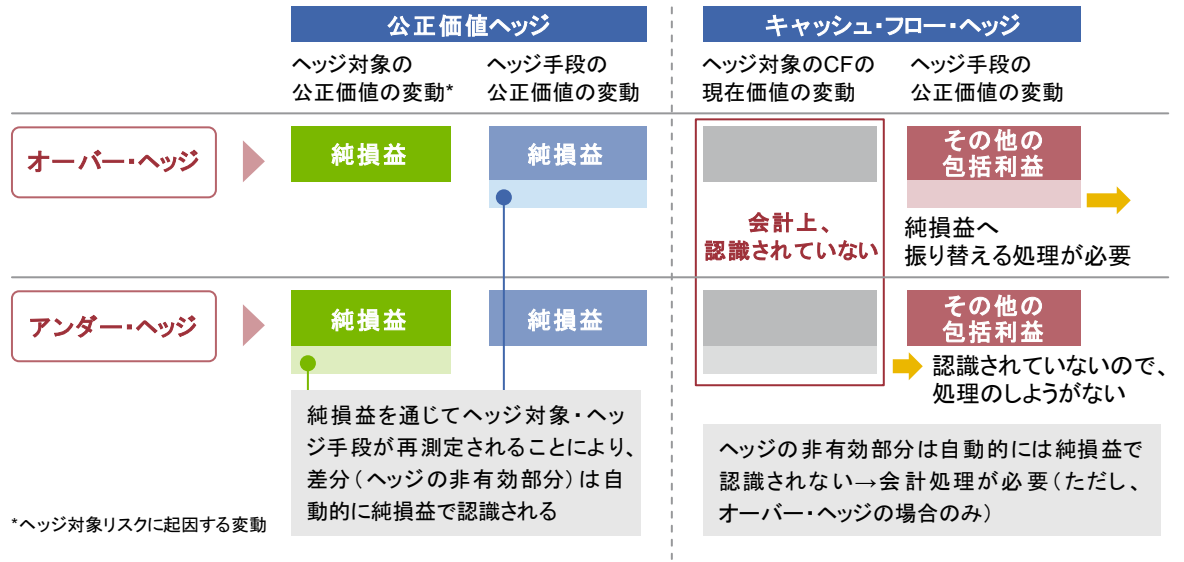 公正価値ヘッジ
キャッシュ・フロー・ヘッジ
ヘッジ対象の
公正価値の変動*
ヘッジ手段の
公正価値の変動
ヘッジ対象のCFの
現在価値の変動
ヘッジ手段の
公正価値の変動
オーバー・ヘッジ
純損益
純損益
その他の
包括利益
会計上、
認識されていない
純損益へ
振り替える処理が必要
アンダー・ヘッジ
純損益
純損益
その他の
包括利益
認識されていないので、
処理のしようがない
純損益を通じてヘッジ対象・ヘッ
ジ手段が再測定されることにより、
差分(ヘッジの非有効部分)は自
動的に純損益で認識される
ヘッジの非有効部分は自動的には純損益で
認識されない→会計処理が必要(ただし、
オーバー・ヘッジの場合のみ)
*ヘッジ対象リスクに起因する変動